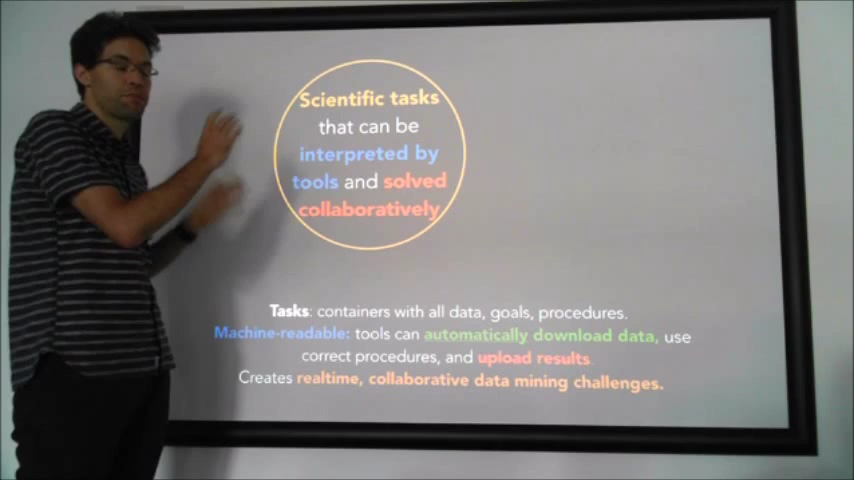 Scientific tasks
that can be
interpreted by
tools and solved
collaboratively
Tasks: containers with all data, goals, procedures.
Machine-readable: tools can automatically download data, use
correct procedures, and upload results.
Creates realtime, collaborative data mining challenges.